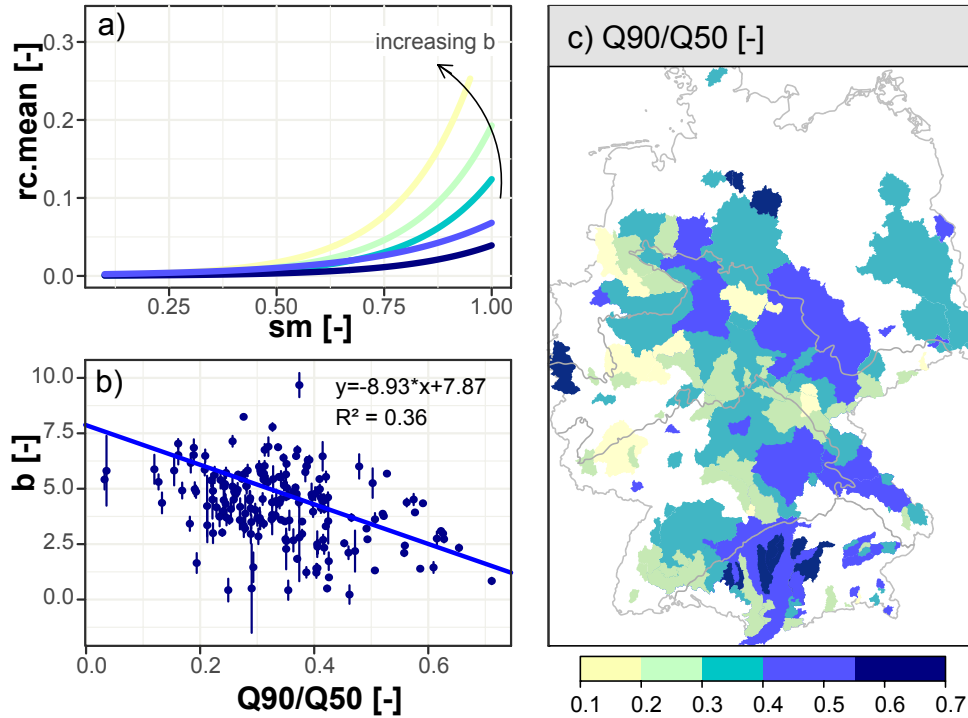 a)
increasing b
rc.mean [-]
0.3
0.2
0.1
0.0
0.25
0.50
0.75
1.00
sm [-]
b)
y=-8.93*x+7.87
R² = 0.36
b [-]
10.0
7.5
5.0
2.5
0.0
0.0
0.2
0.4
0.6
Q90/Q50 [-]
c) Q90/Q50 [-]
0.1 0.2 0.3 0.4 0.5 0.6 0.7